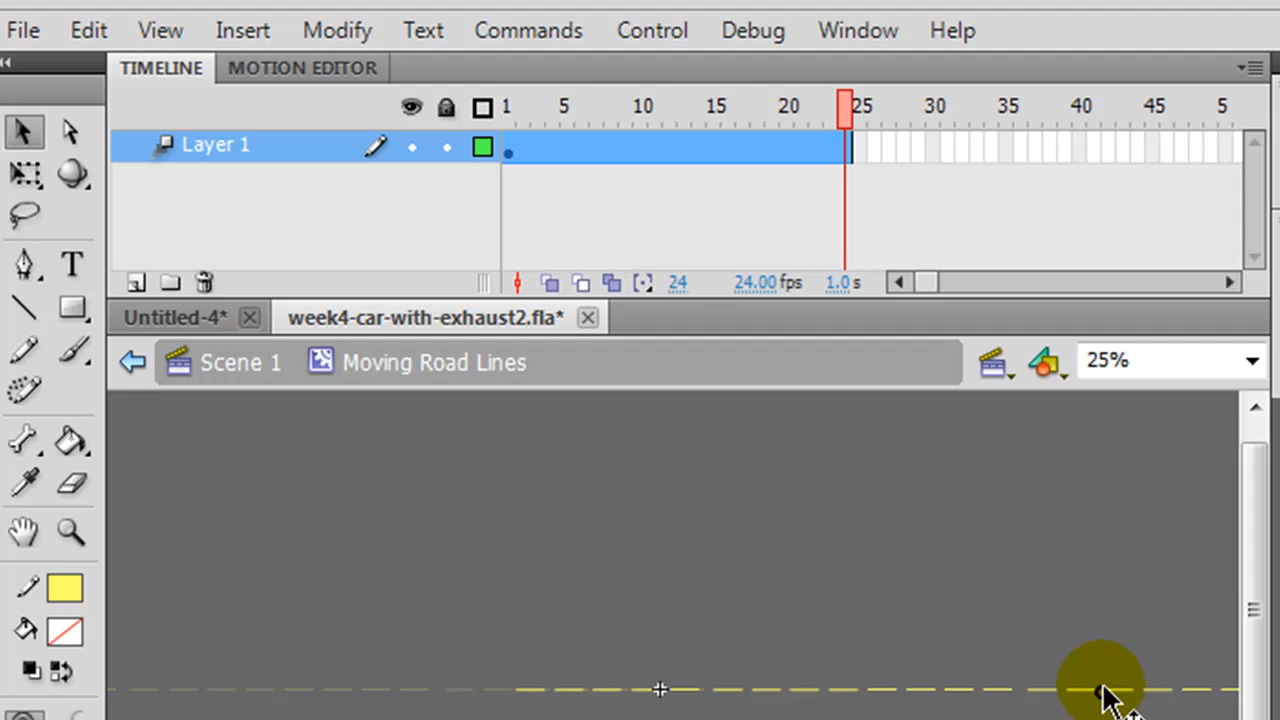 File Edit View Insert Modify Text Commands Control Debug Window Help
TIMELINE MOTION EDITOR
1 5 10 15 20 25 30 35 40 45 5
Layer 1
24 24.00 fps 1.0 s
Untitled-4* week4-car-with-exhaust2.fla*
Scene 1 Moving Road Lines 25%
T